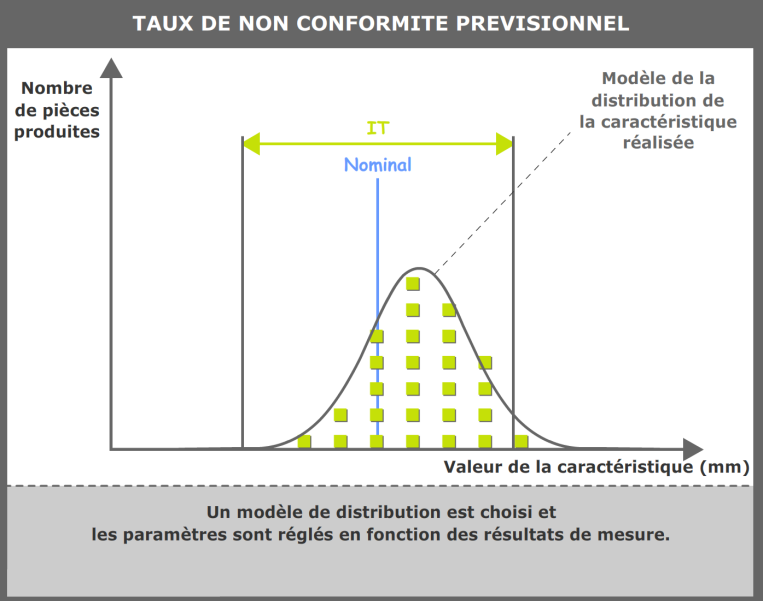 TAUX DE NON CONFORMITE PREVISIONNEL
Nombre
de pièces
produites
IT
Nominal
Modèle de la
distribution de
la caractéristique
réalisée
Valeur de la caractéristique (mm)
Un modèle de distribution est choisi et
les paramètres sont réglés en fonction des résultats de mesure.